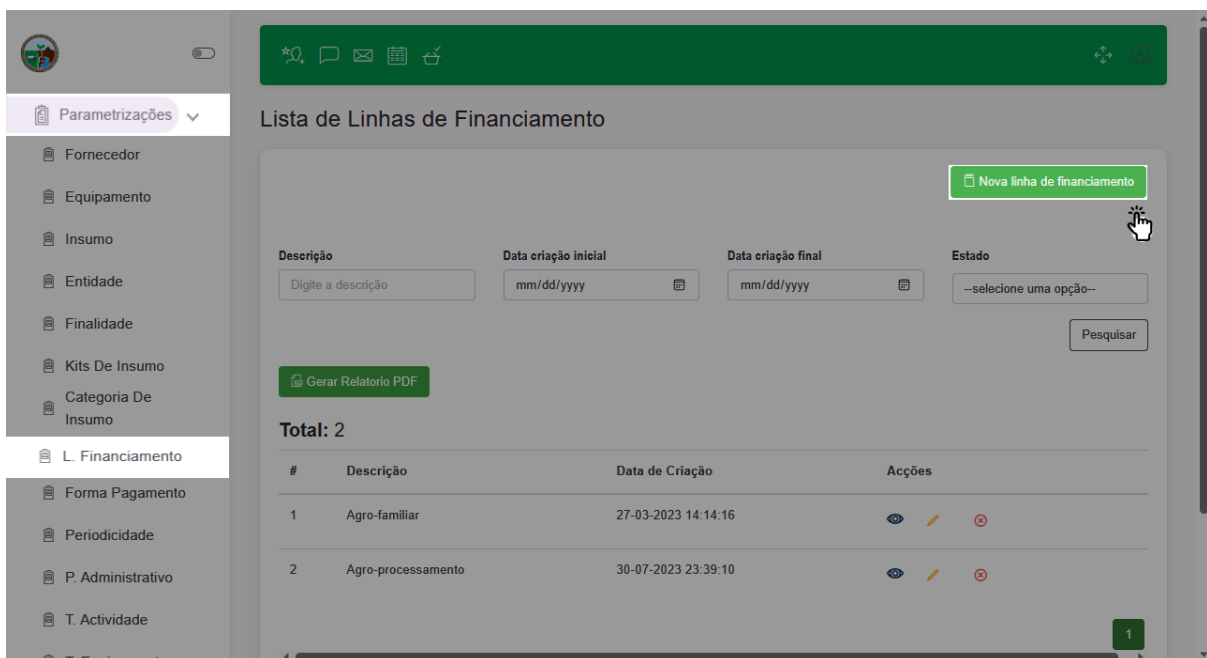 Parametrizações
Fornecedor
Equipamento
Insumo
Entidade
Finalidade
Kits De Insumo
Categoria De
Insumo
L. Financiamento
Forma Pagamento
Periodicidade
P. Administrativo
T. Actividade
Lista de Linhas de Financiamento
Nova linha de financiamento
Descrição Data criação inicial Data criação final Estado
Digite a descrição mm/dd/yyyy mm/dd/yyyy --selecione uma opção--
Pesquisar
Gerar Relatorio PDF
Total: 2
# Descrição Data de Criação Acções
1 Agro-familiar 27-03-2023 14:14:16
2 Agro-processamento 30-07-2023 23:39:10
1